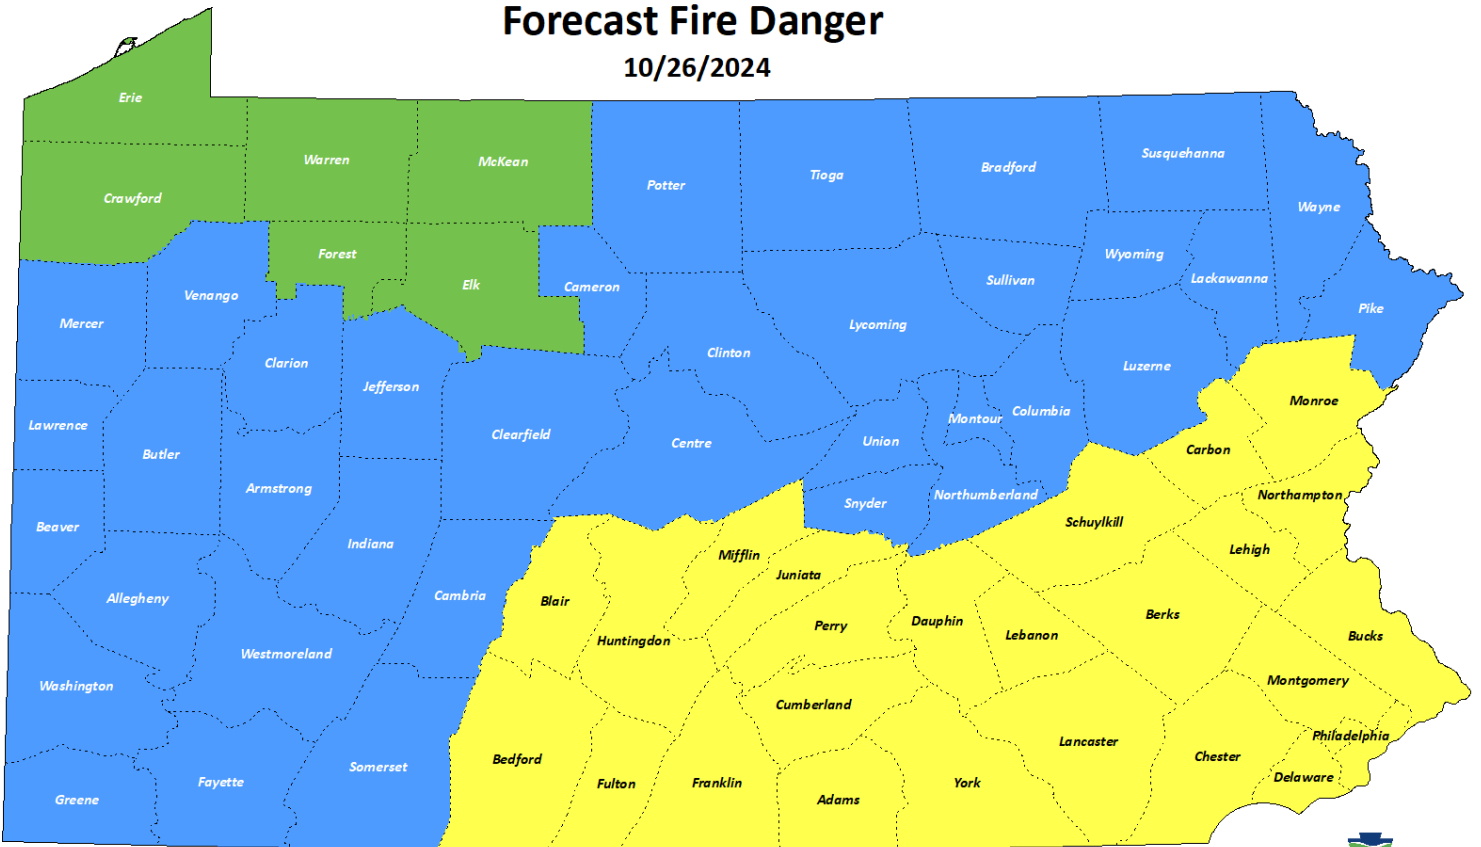 Forecast Fire Danger
10/26/2024
Erie
Warren
McKean
Crawford
Potter
Tioga
Bradford
Susquehanna
Wayne
Forest
Elk
Cameron
Venango
Mercer
Wyoming
Sullivan
Lackawanna
Pike
Lycoming
Clinton
Clarion
Jefferson
Luzerne
Monroe
Lawrence
Butler
Clearfield
Centre
Union
Montour
Columbia
Carbon
Armstrong
Snyder
Northumberland
Northampton
Beaver
Indiana
Schuylkill
Lehigh
Mifflin
Juniata
Allegheny
Cambria
Blair
Huntingdon
Perry
Dauphin
Lebanon
Berks
Bucks
Westmoreland
Washington
Cumberland
Montgomery
Lancaster
Philadelphia
Chester
Delaware
Bedford
Somerset
Fayette
Greene
Fulton
Franklin
Adams
York